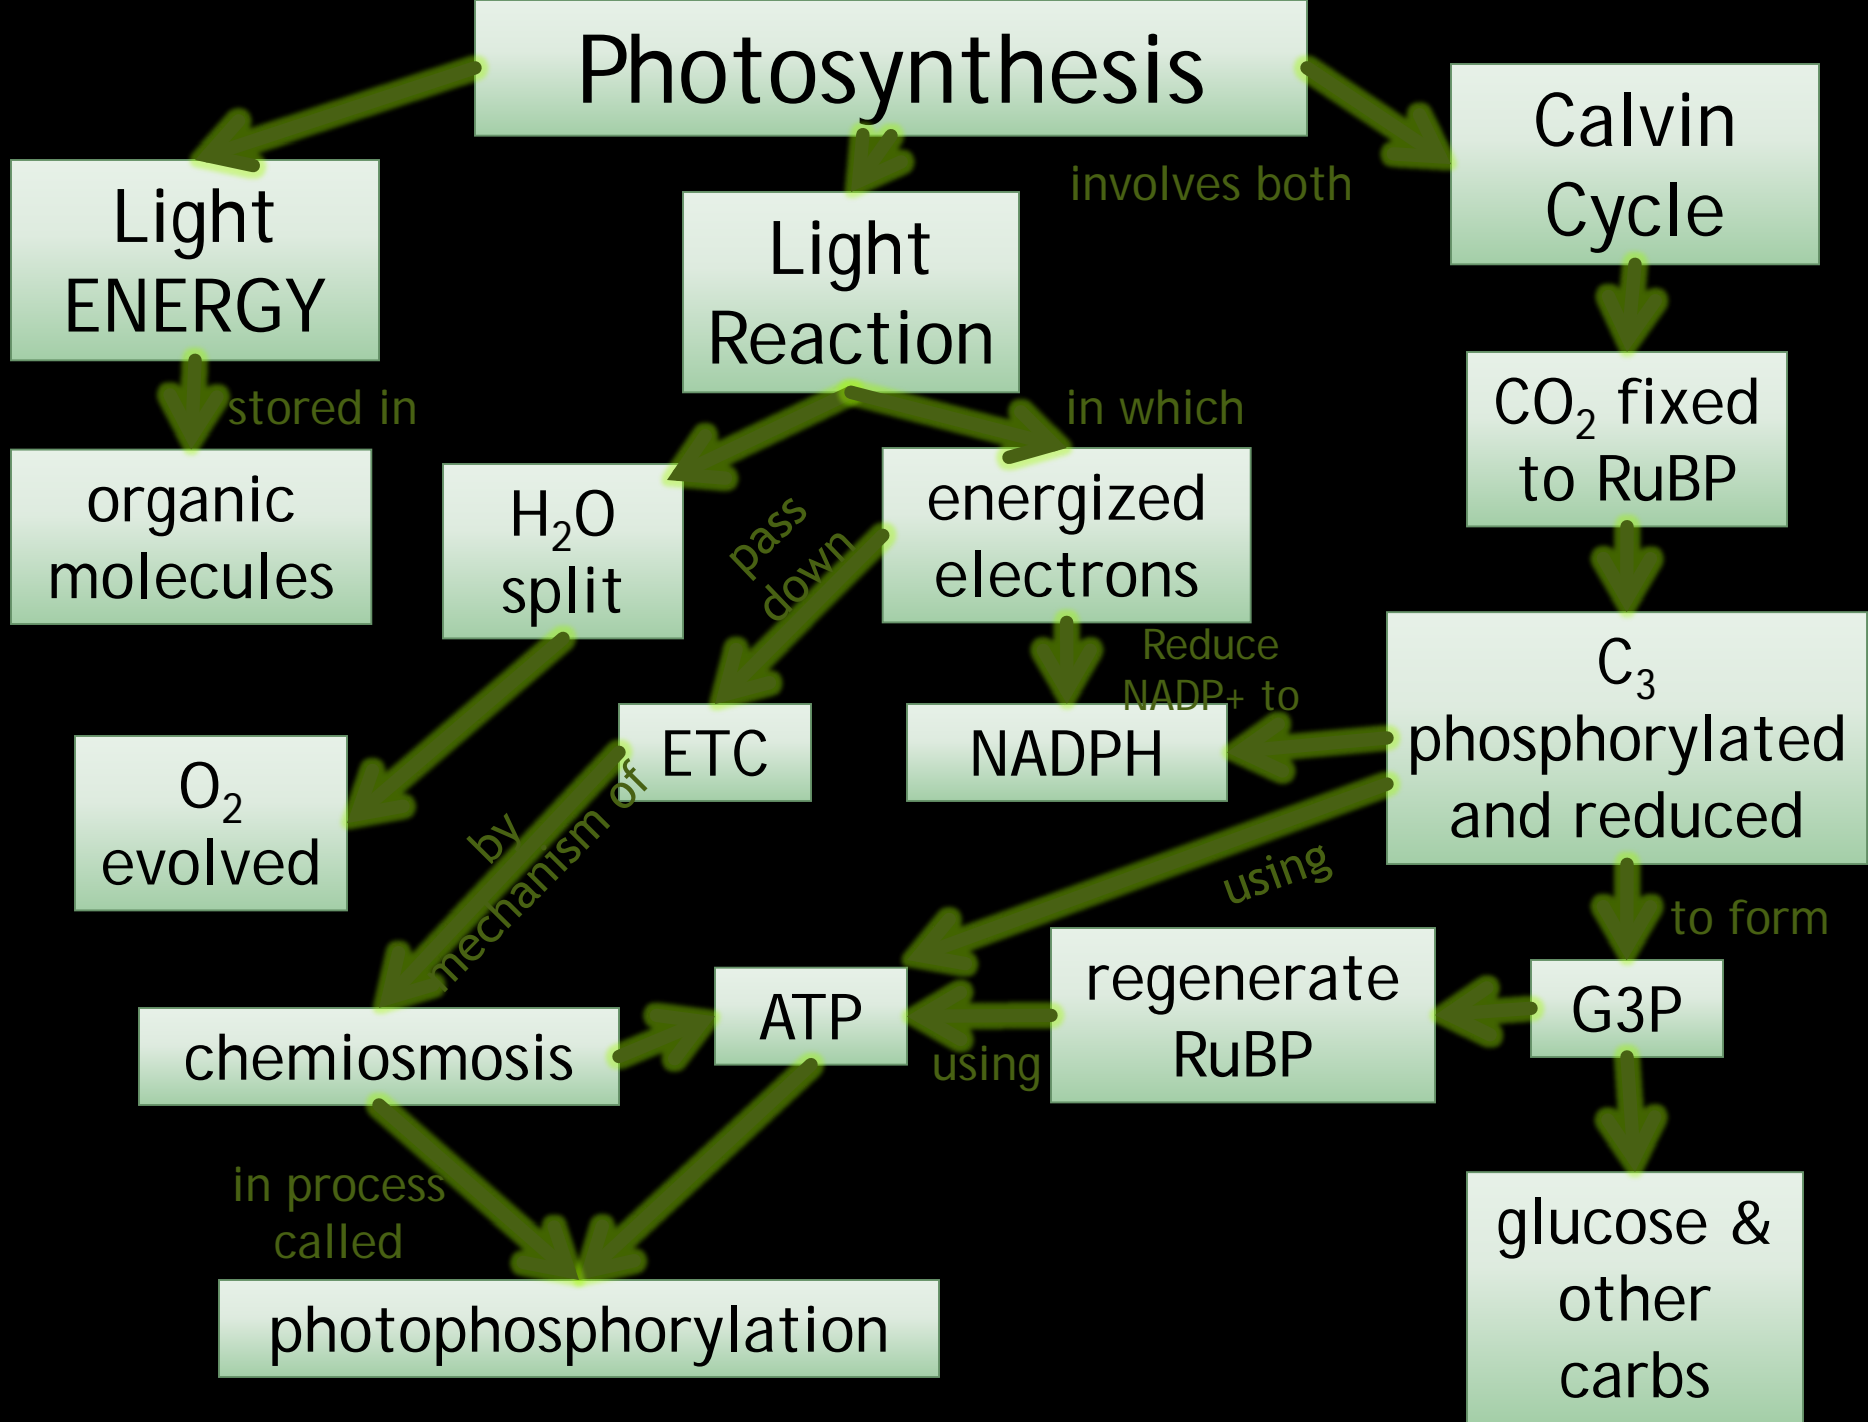 Photosynthesis
Calvin
Cycle
involves both
Light
ENERGY
Light
Reaction
stored in
in which
CO₂ fixed
to RuBP
organic
molecules
H₂O
split
pass
down
energized
electrons
Reduce
NADP+ to
C₃
phosphorylated
and reduced
O₂
evolved
ETC
NADPH
by
mechanism of
using
to form
chemiosmosis
ATP
using
regenerate
RuBP
G3P
in process
called
photophosphorylation
glucose &
other
carbs